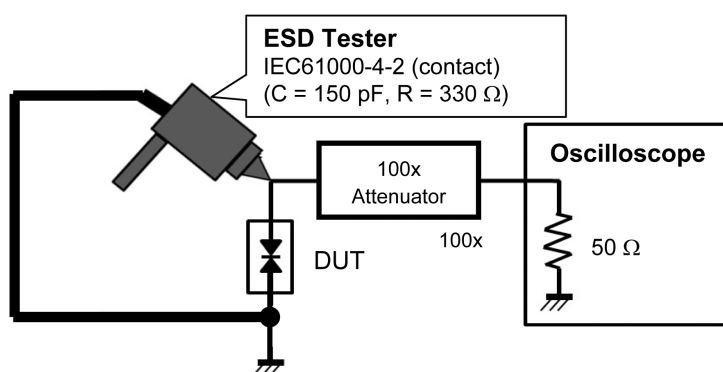 ESD Tester
IEC61000-4-2 (contact)
(C = 150 pF, R = 330 Ω)
100x
Attenuator
Oscilloscope
100x
50 Ω
DUT